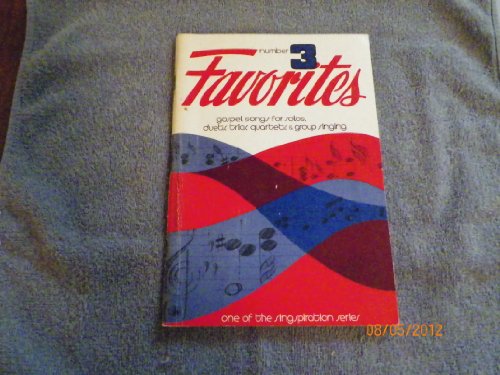 number 3
Favorites
gospel songs for solos,
duets, trios, quartets & group singing
one of the singspiration series
08/05/2012